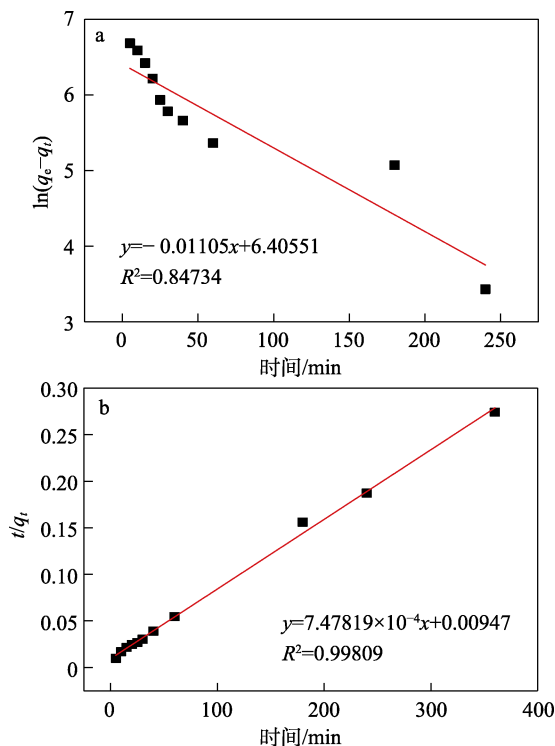 a
7
6
5
4
3
ln(qe−qt)
y=−0.01105x+6.40551
R²=0.84734
0 50 100 150 200 250
时间/min
b
0.30
0.25
0.20
0.15
0.10
0.05
0
t/qt
y=7.47819×10⁻⁴x+0.00947
R²=0.99809
0 100 200 300 400
时间/min